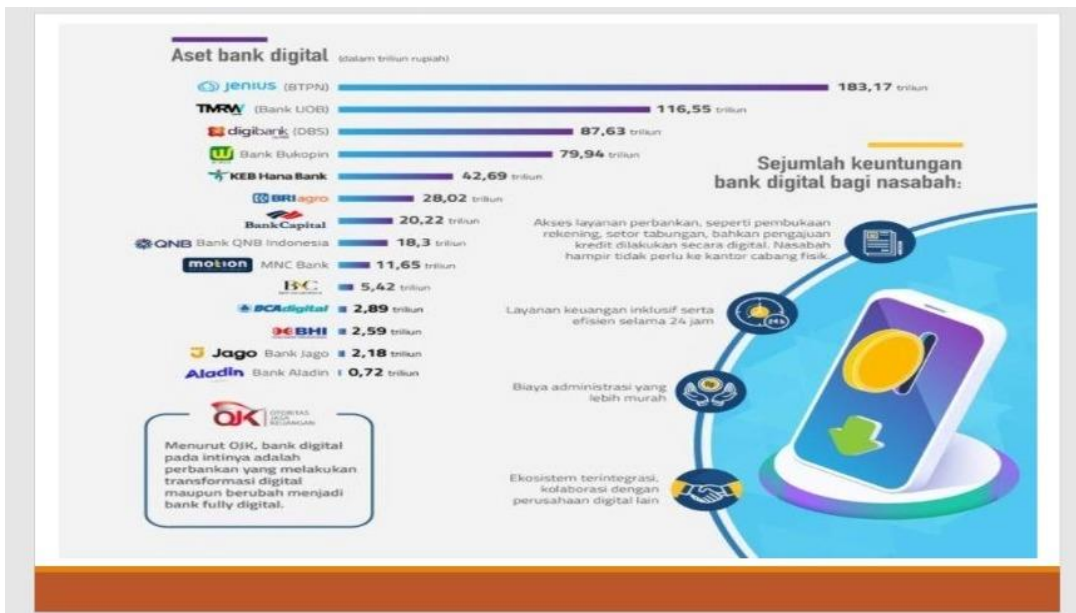 Aset bank digital (dalam triliun rupiah)
Jenius (BTPN) 183,17 triliun
TMRW (Bank UOB) 116,55 triliun
digibank (DBS) 87,63 triliun
Bank Bukopin 79,94 triliun
KEB Hana Bank 42,69 triliun
BRI agro 28,02 triliun
BankCapital 20,22 triliun
QNB Bank QNB Indonesia 18,3 triliun
motion MNC Bank 11,65 triliun
BNC 5,42 triliun
BCAdigital 2,89 triliun
BHI 2,59 triliun
Jago Bank Jago 2,18 triliun
Aladin Bank Aladin 0,72 triliun
OJK OTORITAS
JASA
KEUANGAN
Menurut OJK, bank digital
pada intinya adalah
perbankan yang melakukan
transformasi digital
maupun berubah menjadi
bank fully digital.
Sejumlah keuntungan
bank digital bagi nasabah:
Akses layanan perbankan, seperti pembukaan
rekening, setor tabungan, bahkan pengajuan
kredit dilakukan secara digital. Nasabah
hampir tidak perlu ke kantor cabang fisik.
Layanan keuangan inklusif serta
efisien selama 24 jam
Biaya administrasi yang
lebih murah
Ekosistem terintegrasi,
kolaborasi dengan
perusahaan digital lain